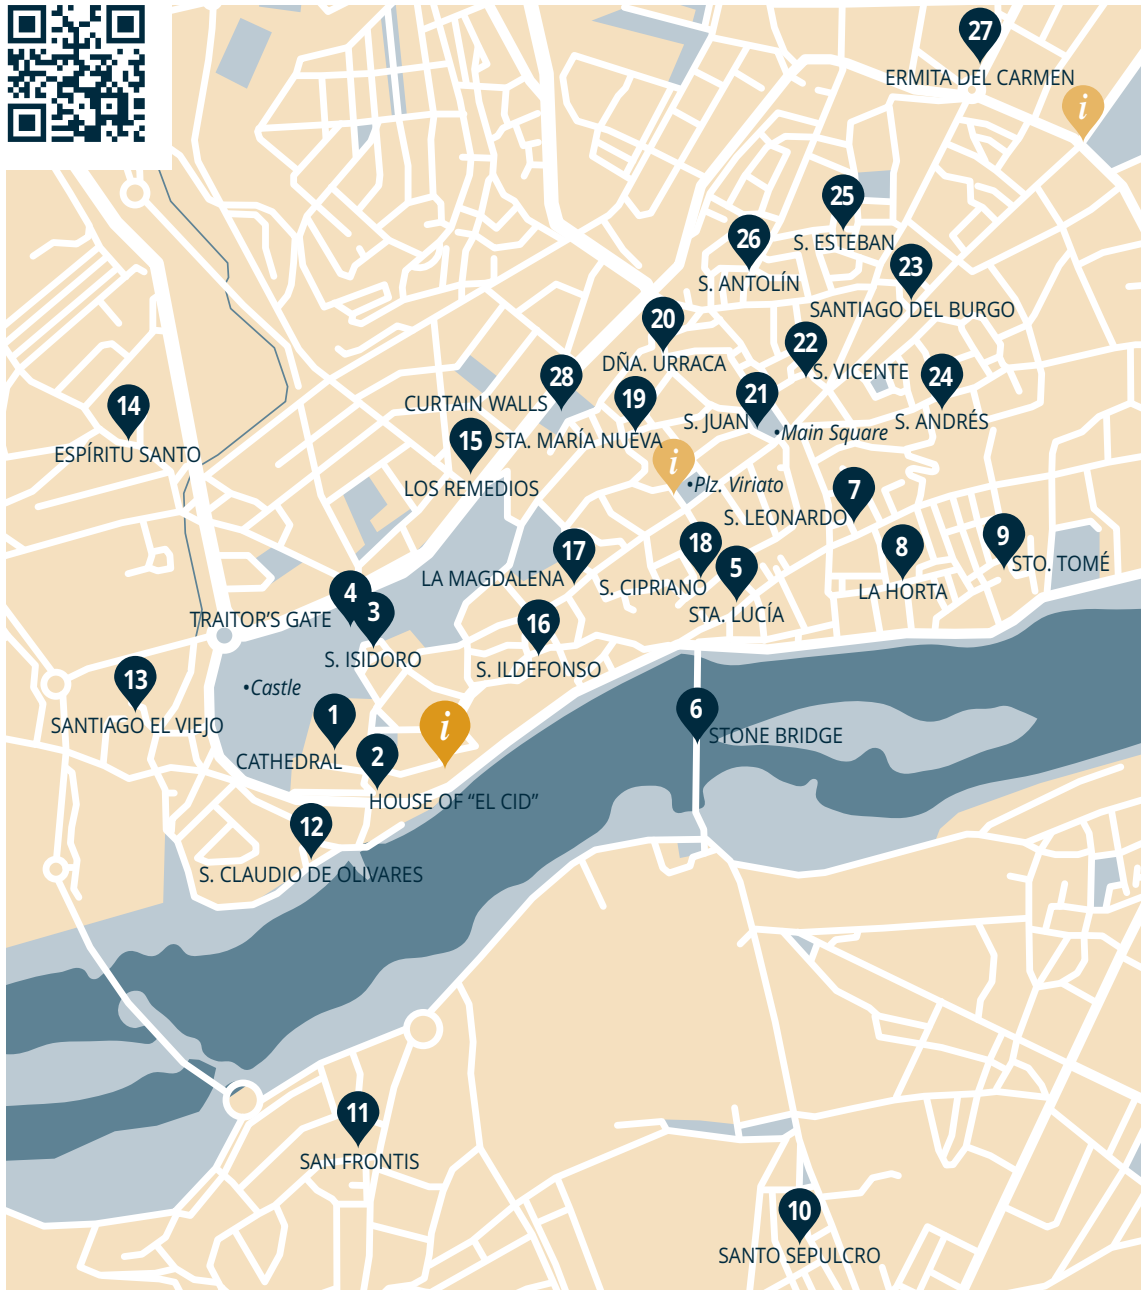 27
ERMITA DEL CARMEN
i
25
S. ESTEBAN
26
S. ANTOLÍN
23
SANTIAGO DEL BURGO
20
DÑA. URRACA
22
S. VICENTE
24
S. ANDRÉS
28
CURTAIN WALLS
19
STA. MARÍA NUEVA
21
S. JUAN
•Main Square
14
ESPÍRITU SANTO
15
LOS REMEDIOS
i
•Plz. Viriato
7
S. LEONARDO
17
LA MAGDALENA
18
S. CIPRIANO
5
STA. LUCÍA
8
LA HORTA
9
STO. TOMÉ
4
TRAITOR'S GATE
3
S. ISIDORO
16
S. ILDEFONSO
13
SANTIAGO EL VIEJO
•Castle
1
CATHEDRAL
2
HOUSE OF “EL CID”
i
6
STONE BRIDGE
12
S. CLAUDIO DE OLIVARES
11
SAN FRONTIS
10
SANTO SEPULCRO